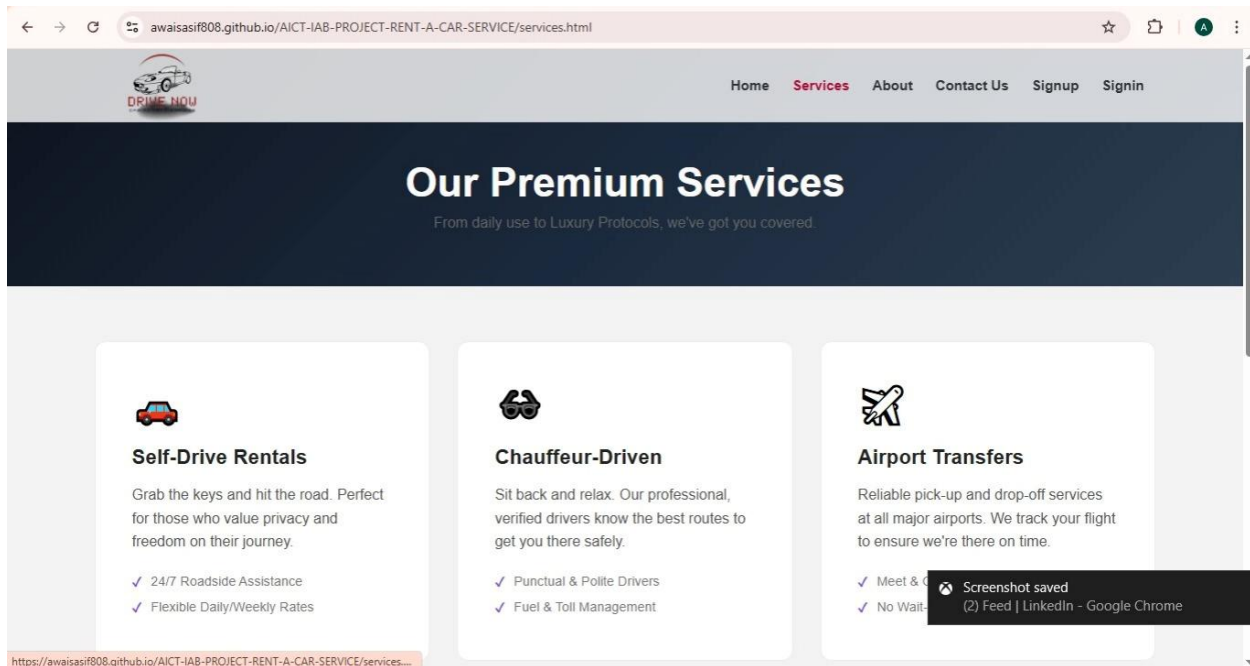 awaisasif808.github.io/AICT-IAB-PROJECT-RENT-A-CAR-SERVICE/services.html
A
DRIVE NOW
Home Services About Contact Us Signup Signin
Our Premium Services
From daily use to Luxury Protocols, we've got you covered.
Self-Drive Rentals
Grab the keys and hit the road. Perfect
for those who value privacy and
freedom on their journey.
✓ 24/7 Roadside Assistance
✓ Flexible Daily/Weekly Rates
Chauffeur-Driven
Sit back and relax. Our professional,
verified drivers know the best routes to
get you there safely.
✓ Punctual & Polite Drivers
✓ Fuel & Toll Management
Airport Transfers
Reliable pick-up and drop-off services
at all major airports. We track your flight
to ensure we're there on time.
✓ Meet &
✓ No Wait-
Screenshot saved
(2) Feed | LinkedIn - Google Chrome
https://awaisasif808.github.io/AICT-IAB-PROJECT-RENT-A-CAR-SERVICE/services....